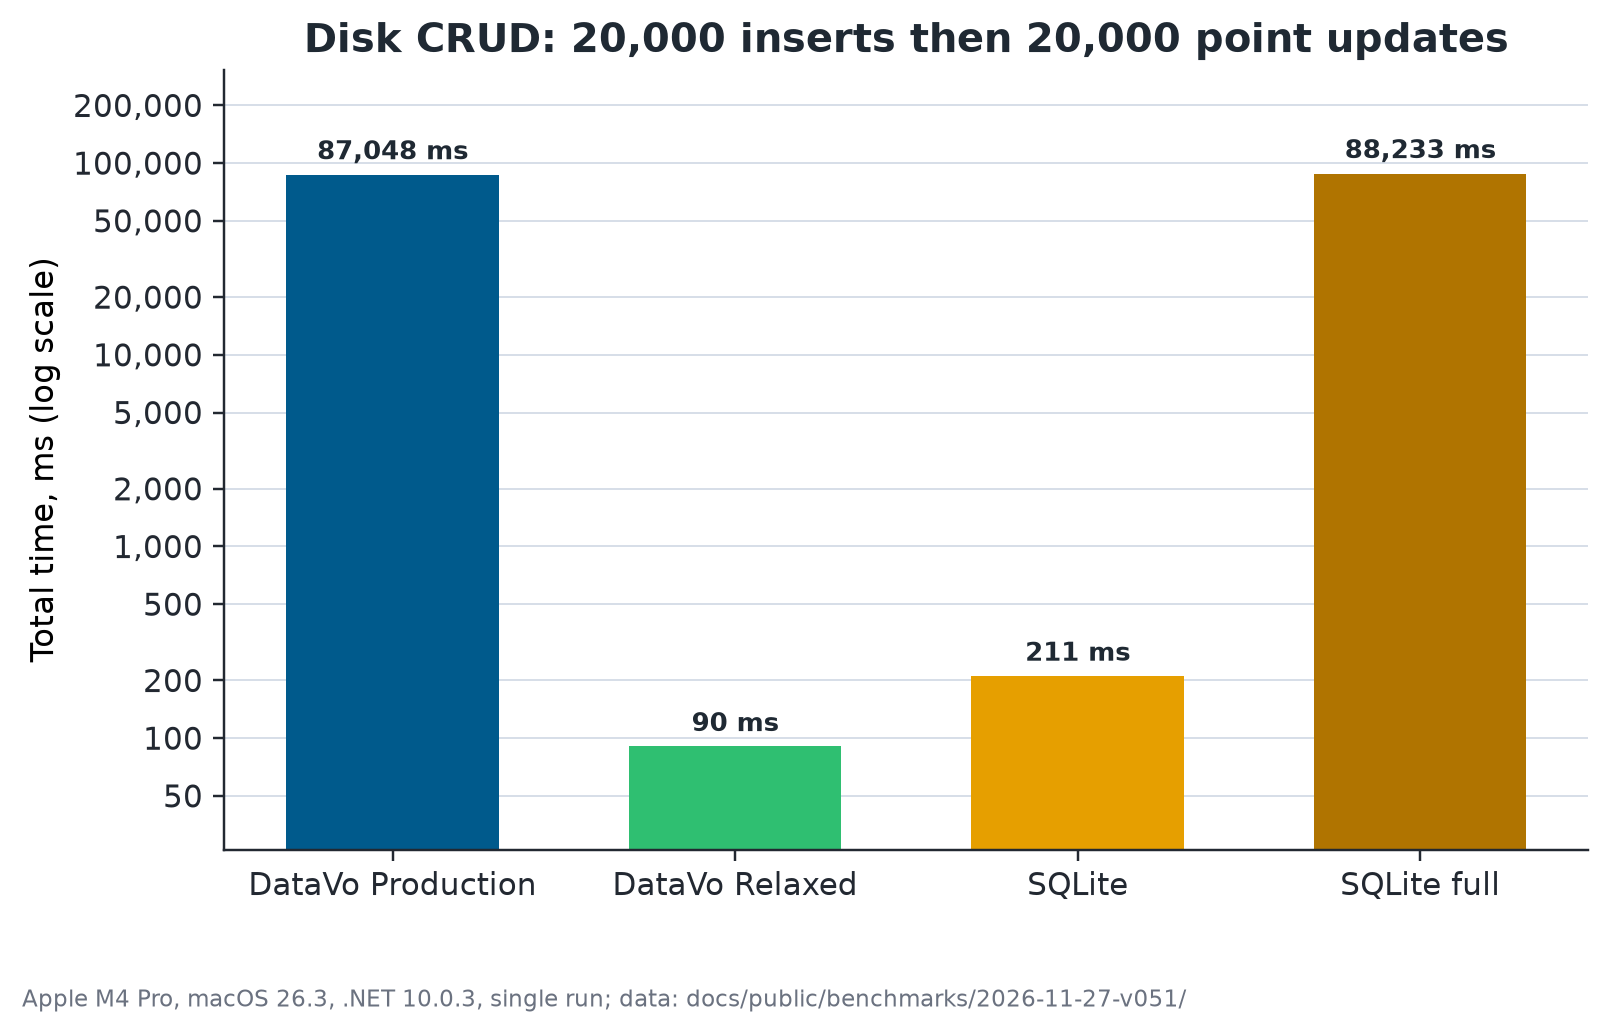 Disk CRUD: 20,000 inserts then 20,000 point updates
Total time, ms (log scale)
200,000
100,000
50,000
20,000
10,000
5,000
2,000
1,000
500
200
100
50
87,048 ms
90 ms
211 ms
88,233 ms
DataVo Production
DataVo Relaxed
SQLite
SQLite full
Apple M4 Pro, macOS 26.3, .NET 10.0.3, single run; data: docs/public/benchmarks/2026-11-27-v051/